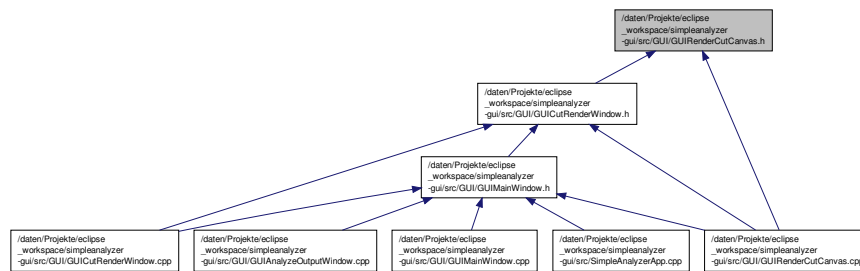 /daten/Projekte/eclipse
_workspace/simpleanalyzer
-gui/src/GUI/GUIRenderCutCanvas.h
/daten/Projekte/eclipse
_workspace/simpleanalyzer
-gui/src/GUI/GUICutRenderWindow.h
/daten/Projekte/eclipse
_workspace/simpleanalyzer
-gui/src/GUI/GUIMainWindow.h
/daten/Projekte/eclipse
_workspace/simpleanalyzer
-gui/src/GUI/GUICutRenderWindow.cpp
/daten/Projekte/eclipse
_workspace/simpleanalyzer
-gui/src/GUI/GUIAnalyzeOutputWindow.cpp
/daten/Projekte/eclipse
_workspace/simpleanalyzer
-gui/src/GUI/GUIMainWindow.cpp
/daten/Projekte/eclipse
_workspace/simpleanalyzer
-gui/src/SimpleAnalyzerApp.cpp
/daten/Projekte/eclipse
_workspace/simpleanalyzer
-gui/src/GUI/GUIRenderCutCanvas.cpp